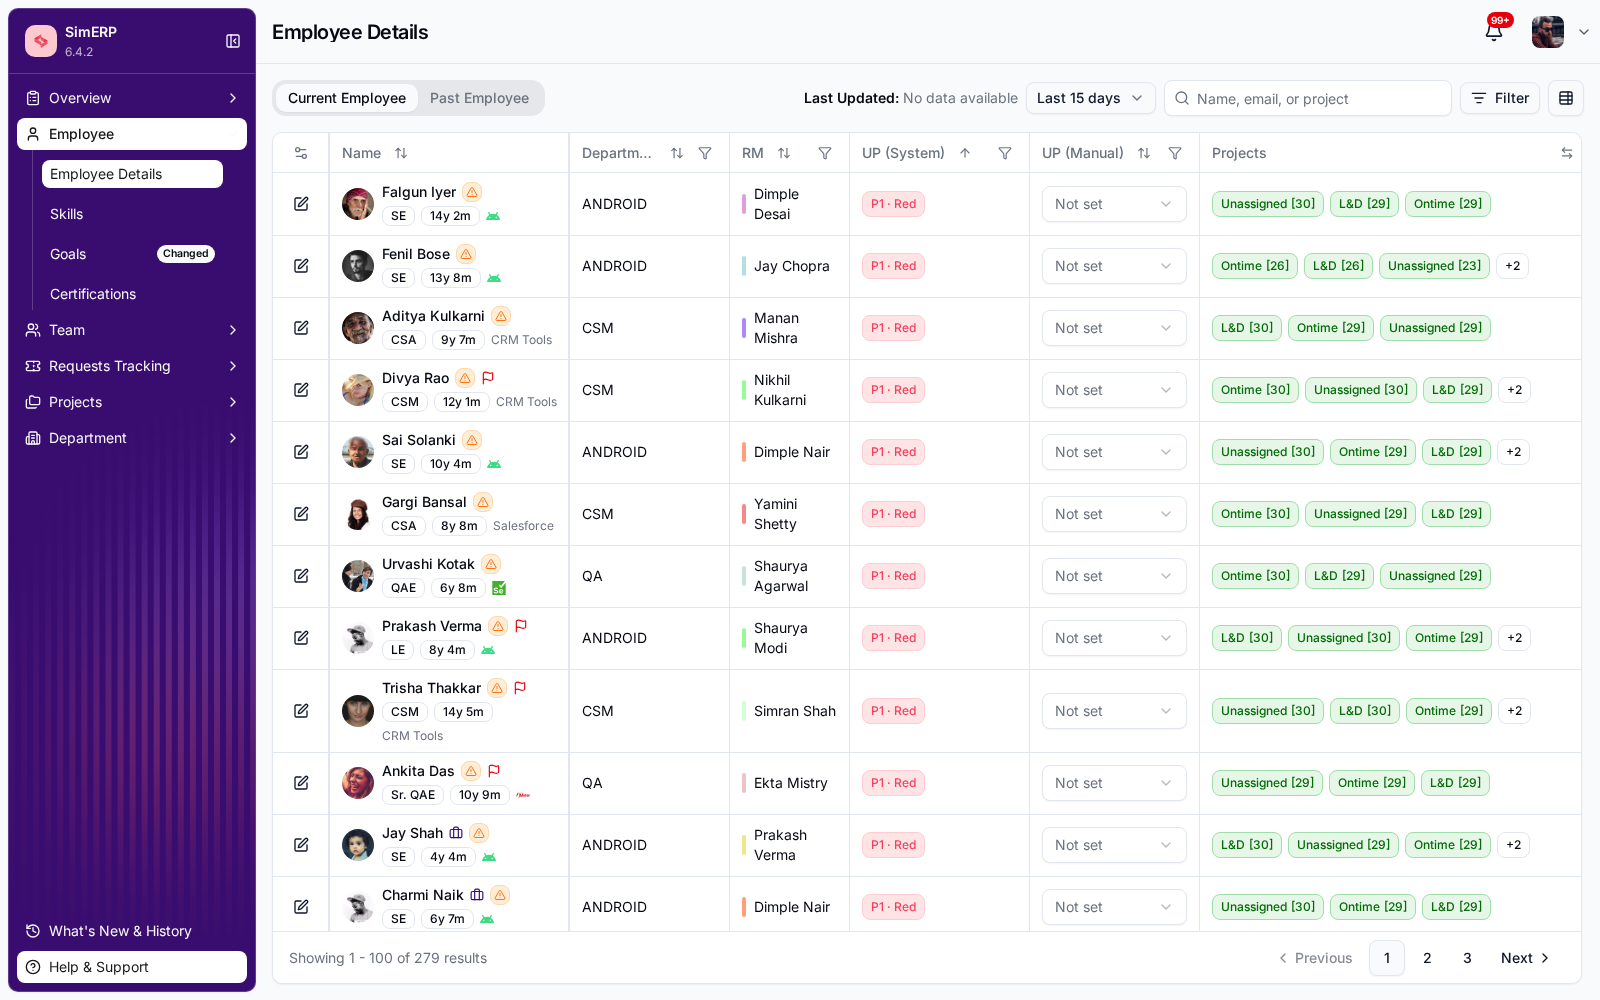 SimERP
6.4.2
Overview
Employee
Employee Details
Skills
Goals Changed
Certifications
Team
Requests Tracking
Projects
Department
What's New & History
Help & Support
Employee Details
99+
Current Employee Past Employee
Last Updated: No data available Last 15 days Name, email, or project Filter
Name Departm... RM UP (System) UP (Manual) Projects
Falgun Iyer
SE 14y 2m
ANDROID
Dimple
Desai
P1 · Red Not set Unassigned [30] L&D [29] Ontime [29]
Fenil Bose
SE 13y 8m
ANDROID Jay Chopra P1 · Red Not set Ontime [26] L&D [26] Unassigned [23] +2
Aditya Kulkarni
CSA 9y 7m CRM Tools
CSM
Manan
Mishra
P1 · Red Not set L&D [30] Ontime [29] Unassigned [29]
Divya Rao
CSM 12y 1m CRM Tools
CSM
Nikhil
Kulkarni
P1 · Red Not set Ontime [30] Unassigned [30] L&D [29] +2
Sai Solanki
SE 10y 4m
ANDROID Dimple Nair P1 · Red Not set Unassigned [30] Ontime [29] L&D [29] +2
Gargi Bansal
CSA 8y 8m Salesforce
CSM
Yamini
Shetty
P1 · Red Not set Ontime [30] Unassigned [29] L&D [29]
Urvashi Kotak
QAE 6y 8m Se
QA
Shaurya
Agarwal
P1 · Red Not set Ontime [30] L&D [29] Unassigned [29]
Prakash Verma
LE 8y 4m
ANDROID
Shaurya
Modi
P1 · Red Not set L&D [30] Unassigned [30] Ontime [29] +2
Trisha Thakkar
CSM 14y 5m
CRM Tools
CSM Simran Shah P1 · Red Not set Unassigned [30] L&D [30] Ontime [29] +2
Ankita Das
Sr. QAE 10y 9m
QA Ekta Mistry P1 · Red Not set Unassigned [29] Ontime [29] L&D [29]
Jay Shah
SE 4y 4m
ANDROID
Prakash
Verma
P1 · Red Not set L&D [30] Unassigned [29] Ontime [29] +2
Charmi Naik
SE 6y 7m
ANDROID Dimple Nair P1 · Red Not set Unassigned [30] Ontime [29] L&D [29]
Showing 1 - 100 of 279 results Previous 1 2 3 Next